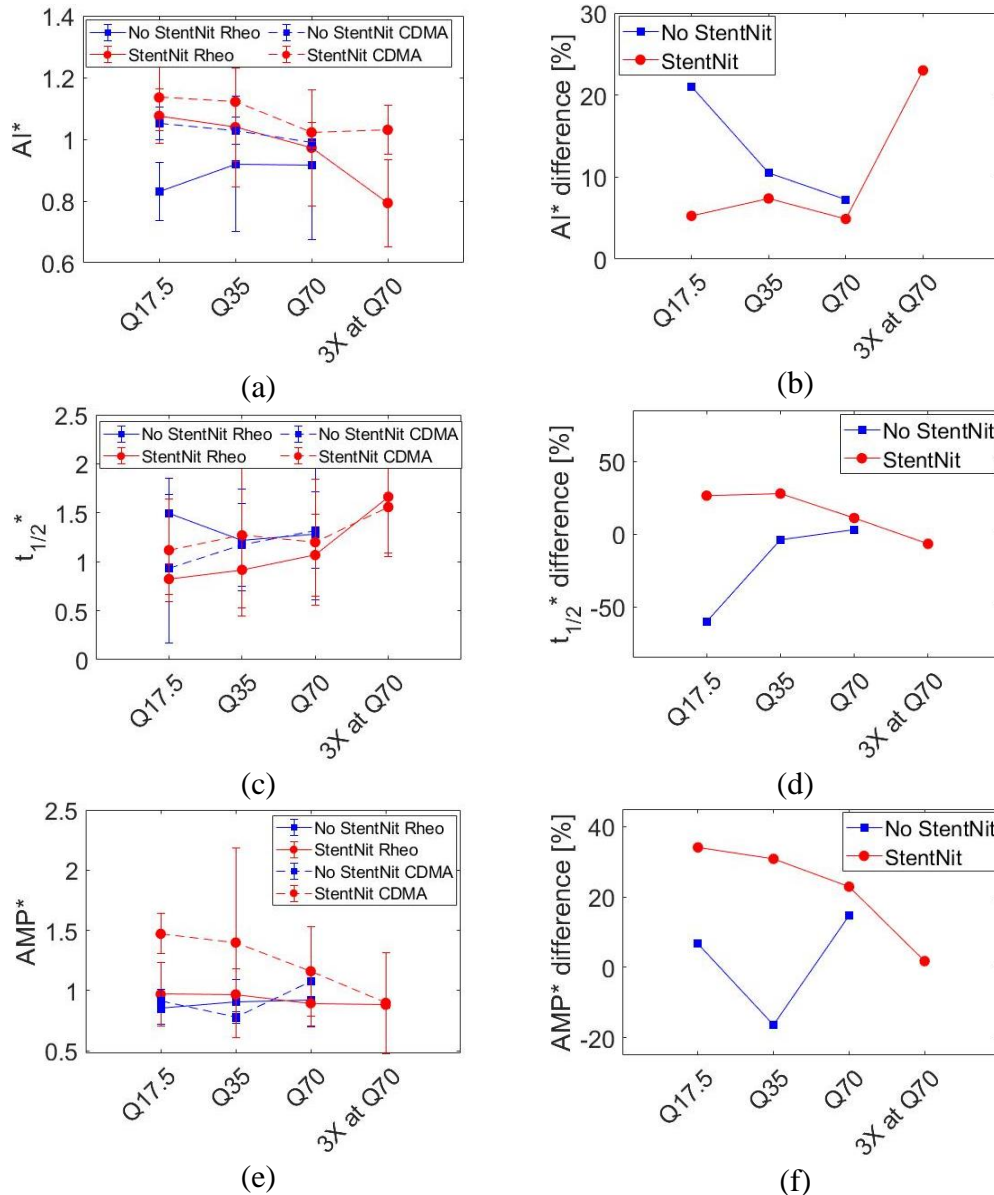 1.4
1.2
1
0.8
0.6
AI*
No StentNit Rheo
StentNit Rheo
No StentNit CDMA
StentNit CDMA
Q17.5
Q35
Q70
3X at Q70
(a)
30
20
10
0
AI* difference [%]
No StentNit
StentNit
Q17.5
Q35
Q70
3X at Q70
(b)
2.5
2
1.5
1
0.5
0
t1/2*
No StentNit Rheo
StentNit Rheo
No StentNit CDMA
StentNit CDMA
Q17.5
Q35
Q70
3X at Q70
(c)
50
0
-50
t1/2* difference [%]
No StentNit
StentNit
Q17.5
Q35
Q70
3X at Q70
(d)
2.5
2
1.5
1
0.5
AMP*
No StentNit Rheo
StentNit Rheo
No StentNit CDMA
StentNit CDMA
Q17.5
Q35
Q70
3X at Q70
(e)
40
20
0
-20
AMP* difference [%]
No StentNit
StentNit
Q17.5
Q35
Q70
3X at Q70
(f)